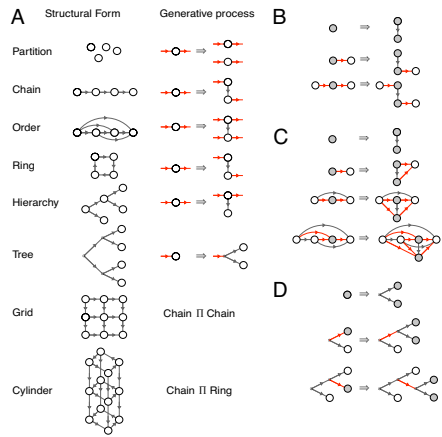 A
Structural Form
Generative process
Partition
Chain
Order
Ring
Hierarchy
Tree
Grid
Chain Π Chain
Cylinder
Chain Π Ring
B
C
D